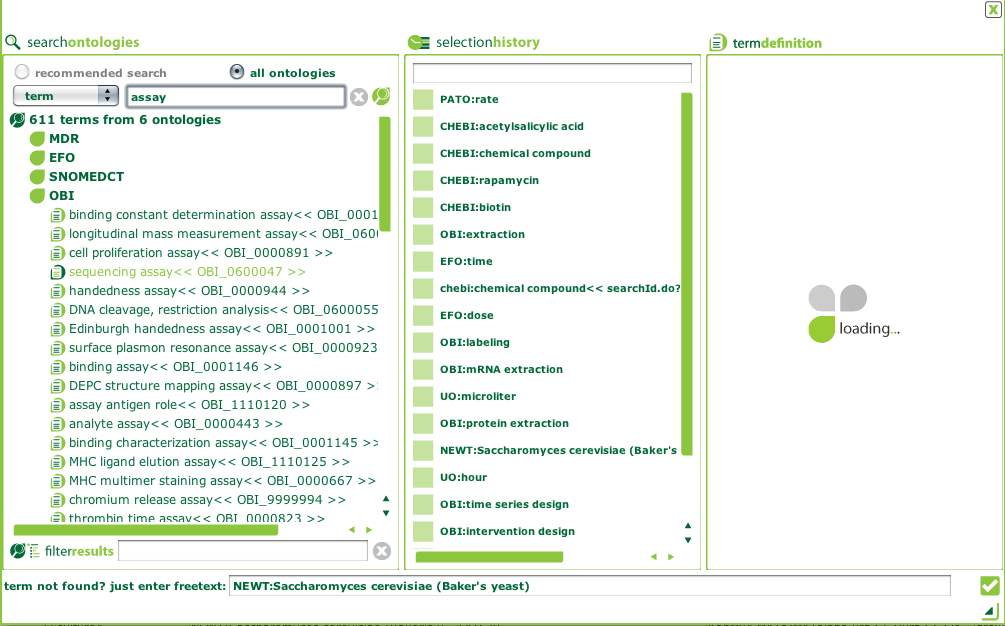 searchontologies
recommended search
all ontologies
term
assay
611 terms from 6 ontologies
MDR
EFO
SNOMEDCT
OBI
binding constant determination assay<< OBI_0001
longitudinal mass measurement assay<< OBI_060
cell proliferation assay<< OBI_0000891 >>
sequencing assay<< OBI_0600047 >>
handedness assay<< OBI_0000944 >>
DNA cleavage, restriction analysis<< OBI_0600055
Edinburgh handedness assay<< OBI_0001001 >>
surface plasmon resonance assay<< OBI_0000923
binding assay<< OBI_0001146 >>
DEPC structure mapping assay<< OBI_0000897 >
assay antigen role<< OBI_1110120 >>
analyte assay<< OBI_0000443 >>
binding characterization assay<< OBI_0001145 >>
MHC ligand elution assay<< OBI_1110125 >>
MHC multimer staining assay<< OBI_0000667 >>
chromium release assay<< OBI_9999994 >>
thrombin time assay<< OBI_0000823 >>
filterresults
selectionhistory
PATO:rate
CHEBI:acetylsalicylic acid
CHEBI:chemical compound
CHEBI:rapamycin
CHEBI:biotin
OBI:extraction
EFO:time
chebi:chemical compound<< searchId.do?
EFO:dose
OBI:labeling
OBI:mRNA extraction
UO:microliter
OBI:protein extraction
NEWT:Saccharomyces cerevisiae (Baker's
UO:hour
OBI:time series design
OBI:intervention design
termdefinition
loading...
term not found? just enter freetext:
NEWT:Saccharomyces cerevisiae (Baker's yeast)